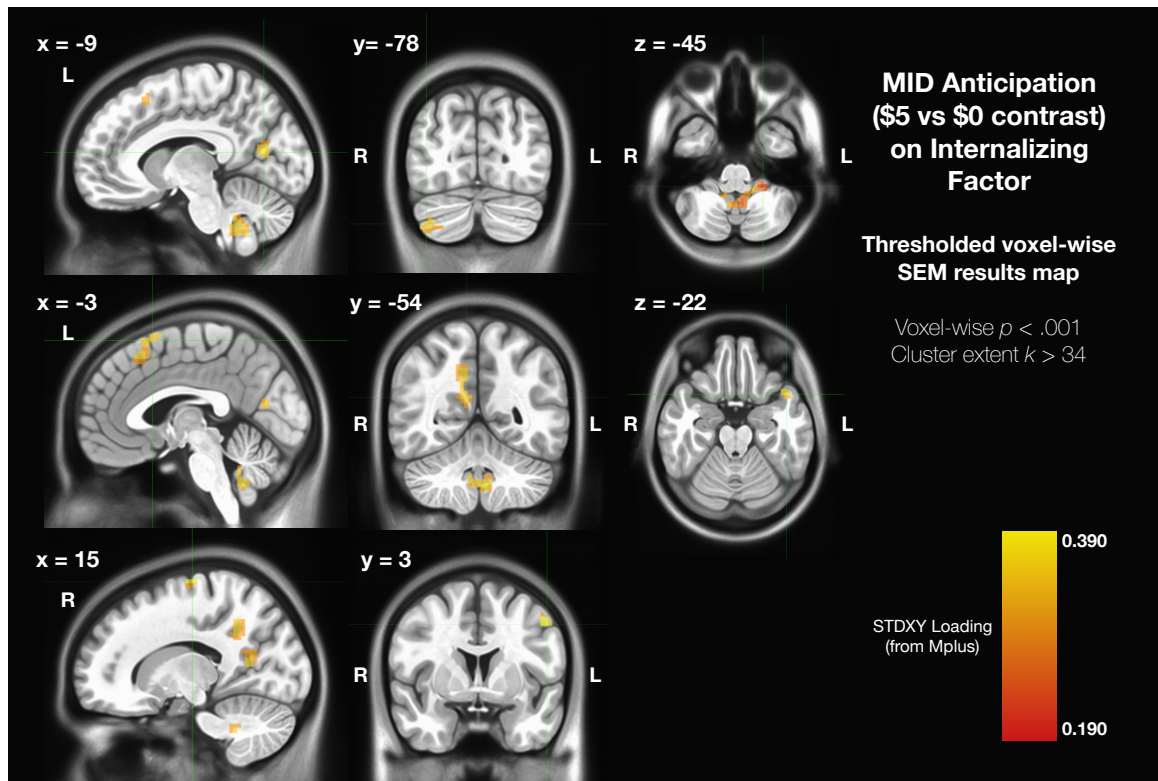 x = -9
L
y= -78
R
L
z = -45
R
L
MID Anticipation
($5 vs $0 contrast)
on Internalizing
Factor
Thresholded voxel-wise
SEM results map
Voxel-wise p < .001
Cluster extent k > 34
x = -3
L
y = -54
R
L
z = -22
R
L
x = 15
R
y = 3
R
L
0.390
STDXY Loading
(from Mplus)
0.190